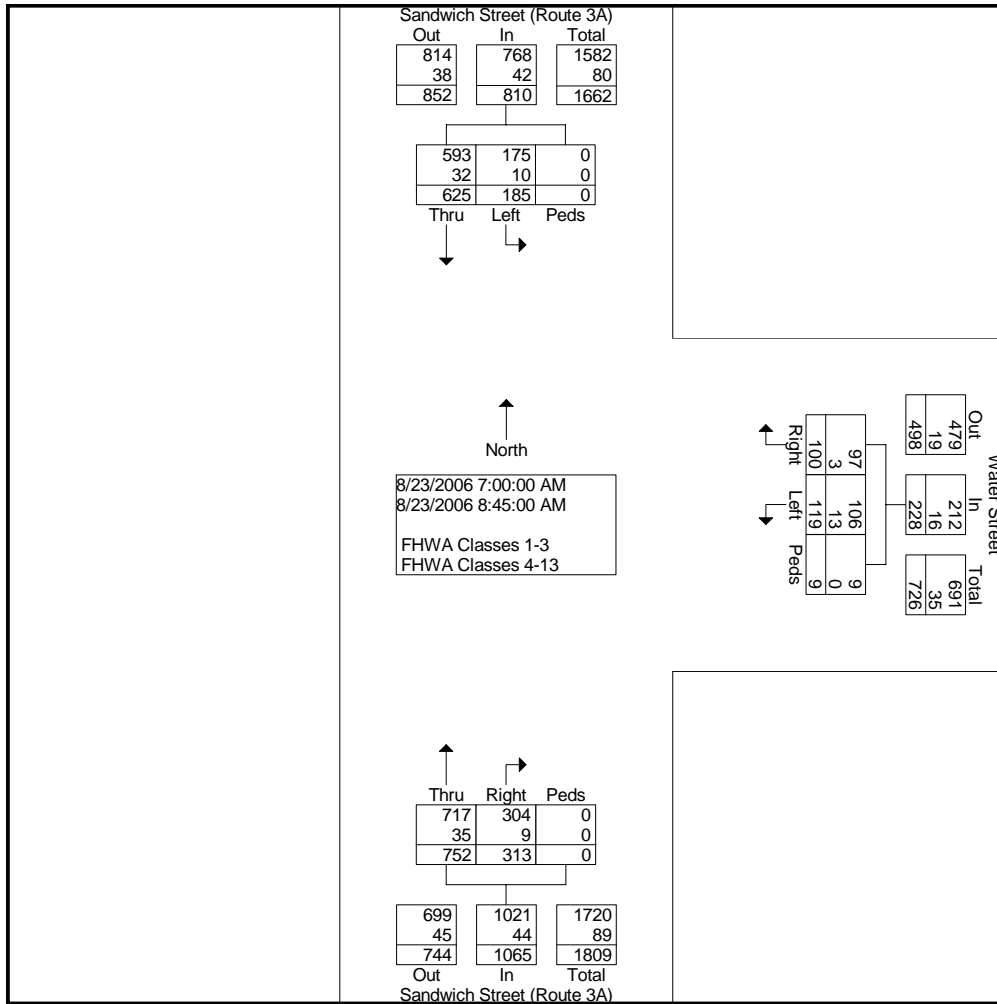 Sandwich Street (Route 3A)
Out In Total
814 768 1582
38 42 80
852 810 1662
593 175 0
32 10 0
625 185 0
Thru Left Peds
North
8/23/2006 7:00:00 AM
8/23/2006 8:45:00 AM
FHWA Classes 1-3
FHWA Classes 4-13
Water Street
Out In Total
479 212 691
19 16 35
498 228 726
97 106 9
3 13 0
100 119 9
Right Left Peds
Thru Right Peds
717 304 0
35 9 0
752 313 0
699 1021 1720
45 44 89
744 1065 1809
Out In Total
Sandwich Street (Route 3A)